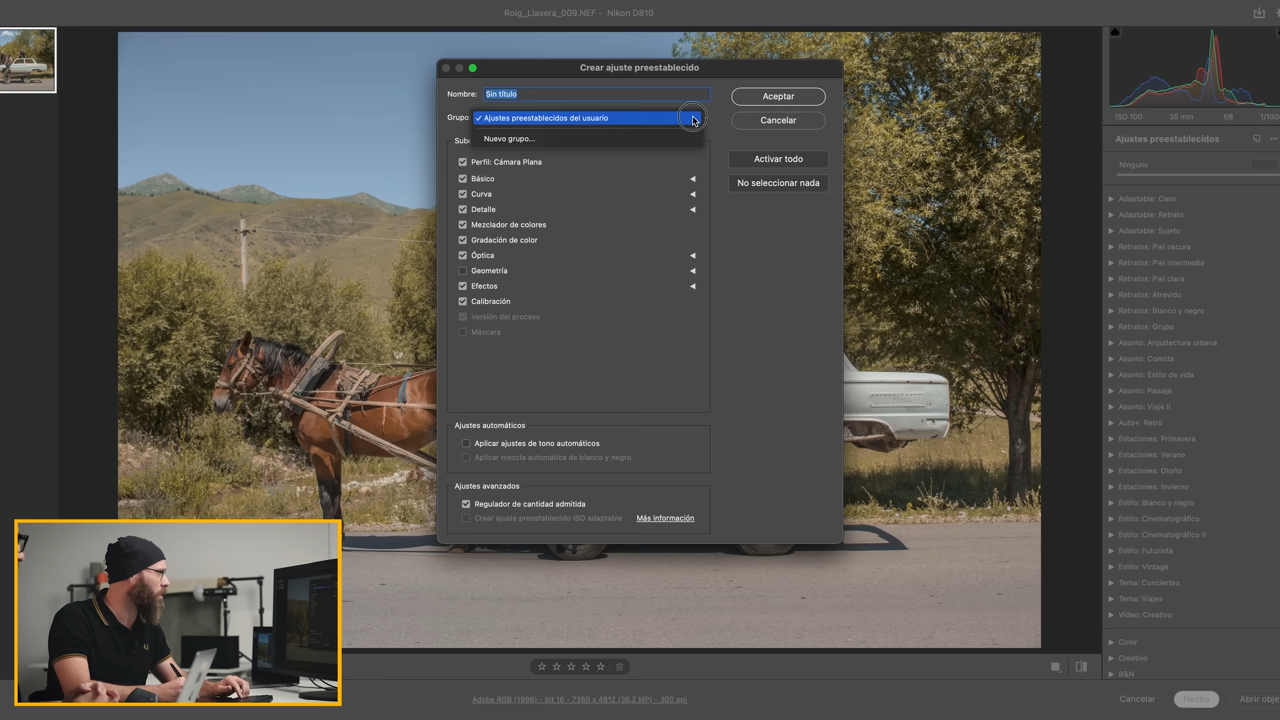 Roig_Llasera_009.NEF - Nikon D810
Crear ajuste preestablecido
Nombre: Sin título
Aceptar
Grupo ✓ Ajustes preestablecidos del usuario
Cancelar
Nuevo grupo...
Perfil: Cámara Plana
Activar todo
Básico
No seleccionar nada
Curva
Detalle
Mezclador de colores
Gradación de color
Óptica
Geometría
Efectos
Calibración
Versión del proceso
Máscara
Ajustes automáticos
Aplicar ajustes de tono automáticos
Aplicar mezcla automática de blanco y negro
Ajustes avanzados
Regulador de cantidad admitida
Crear ajuste preestablecido ISO adaptable Más información
ISO 100 35 mm f/8 1/100s
Ajustes preestablecidos
Ninguno
Adaptable: Cielo
Adaptable: Retrato
Adaptable: Sujeto
Retratos: Piel oscura
Retratos: Piel intermedia
Retratos: Piel clara
Retratos: Atrevido
Retratos: Blanco y negro
Retratos: Grupo
Asunto: Arquitectura urbana
Asunto: Comida
Asunto: Estilo de vida
Asunto: Paisaje
Asunto: Viaje II
Auto+: Retro
Estaciones: Primavera
Estaciones: Verano
Estaciones: Otoño
Estaciones: Invierno
Estilo: Blanco y negro
Estilo: Cinematográfico
Estilo: Cinematográfico II
Estilo: Futurista
Estilo: Vintage
Tema: Conciertos
Tema: Viajes
Vídeo: Creativo
Color
Creativo
B&N
Adobe RGB (1998) - bit 16 - 7360 x 4912 (36,2 MP) - 300 ppi
Cancelar Hecho Abrir obje